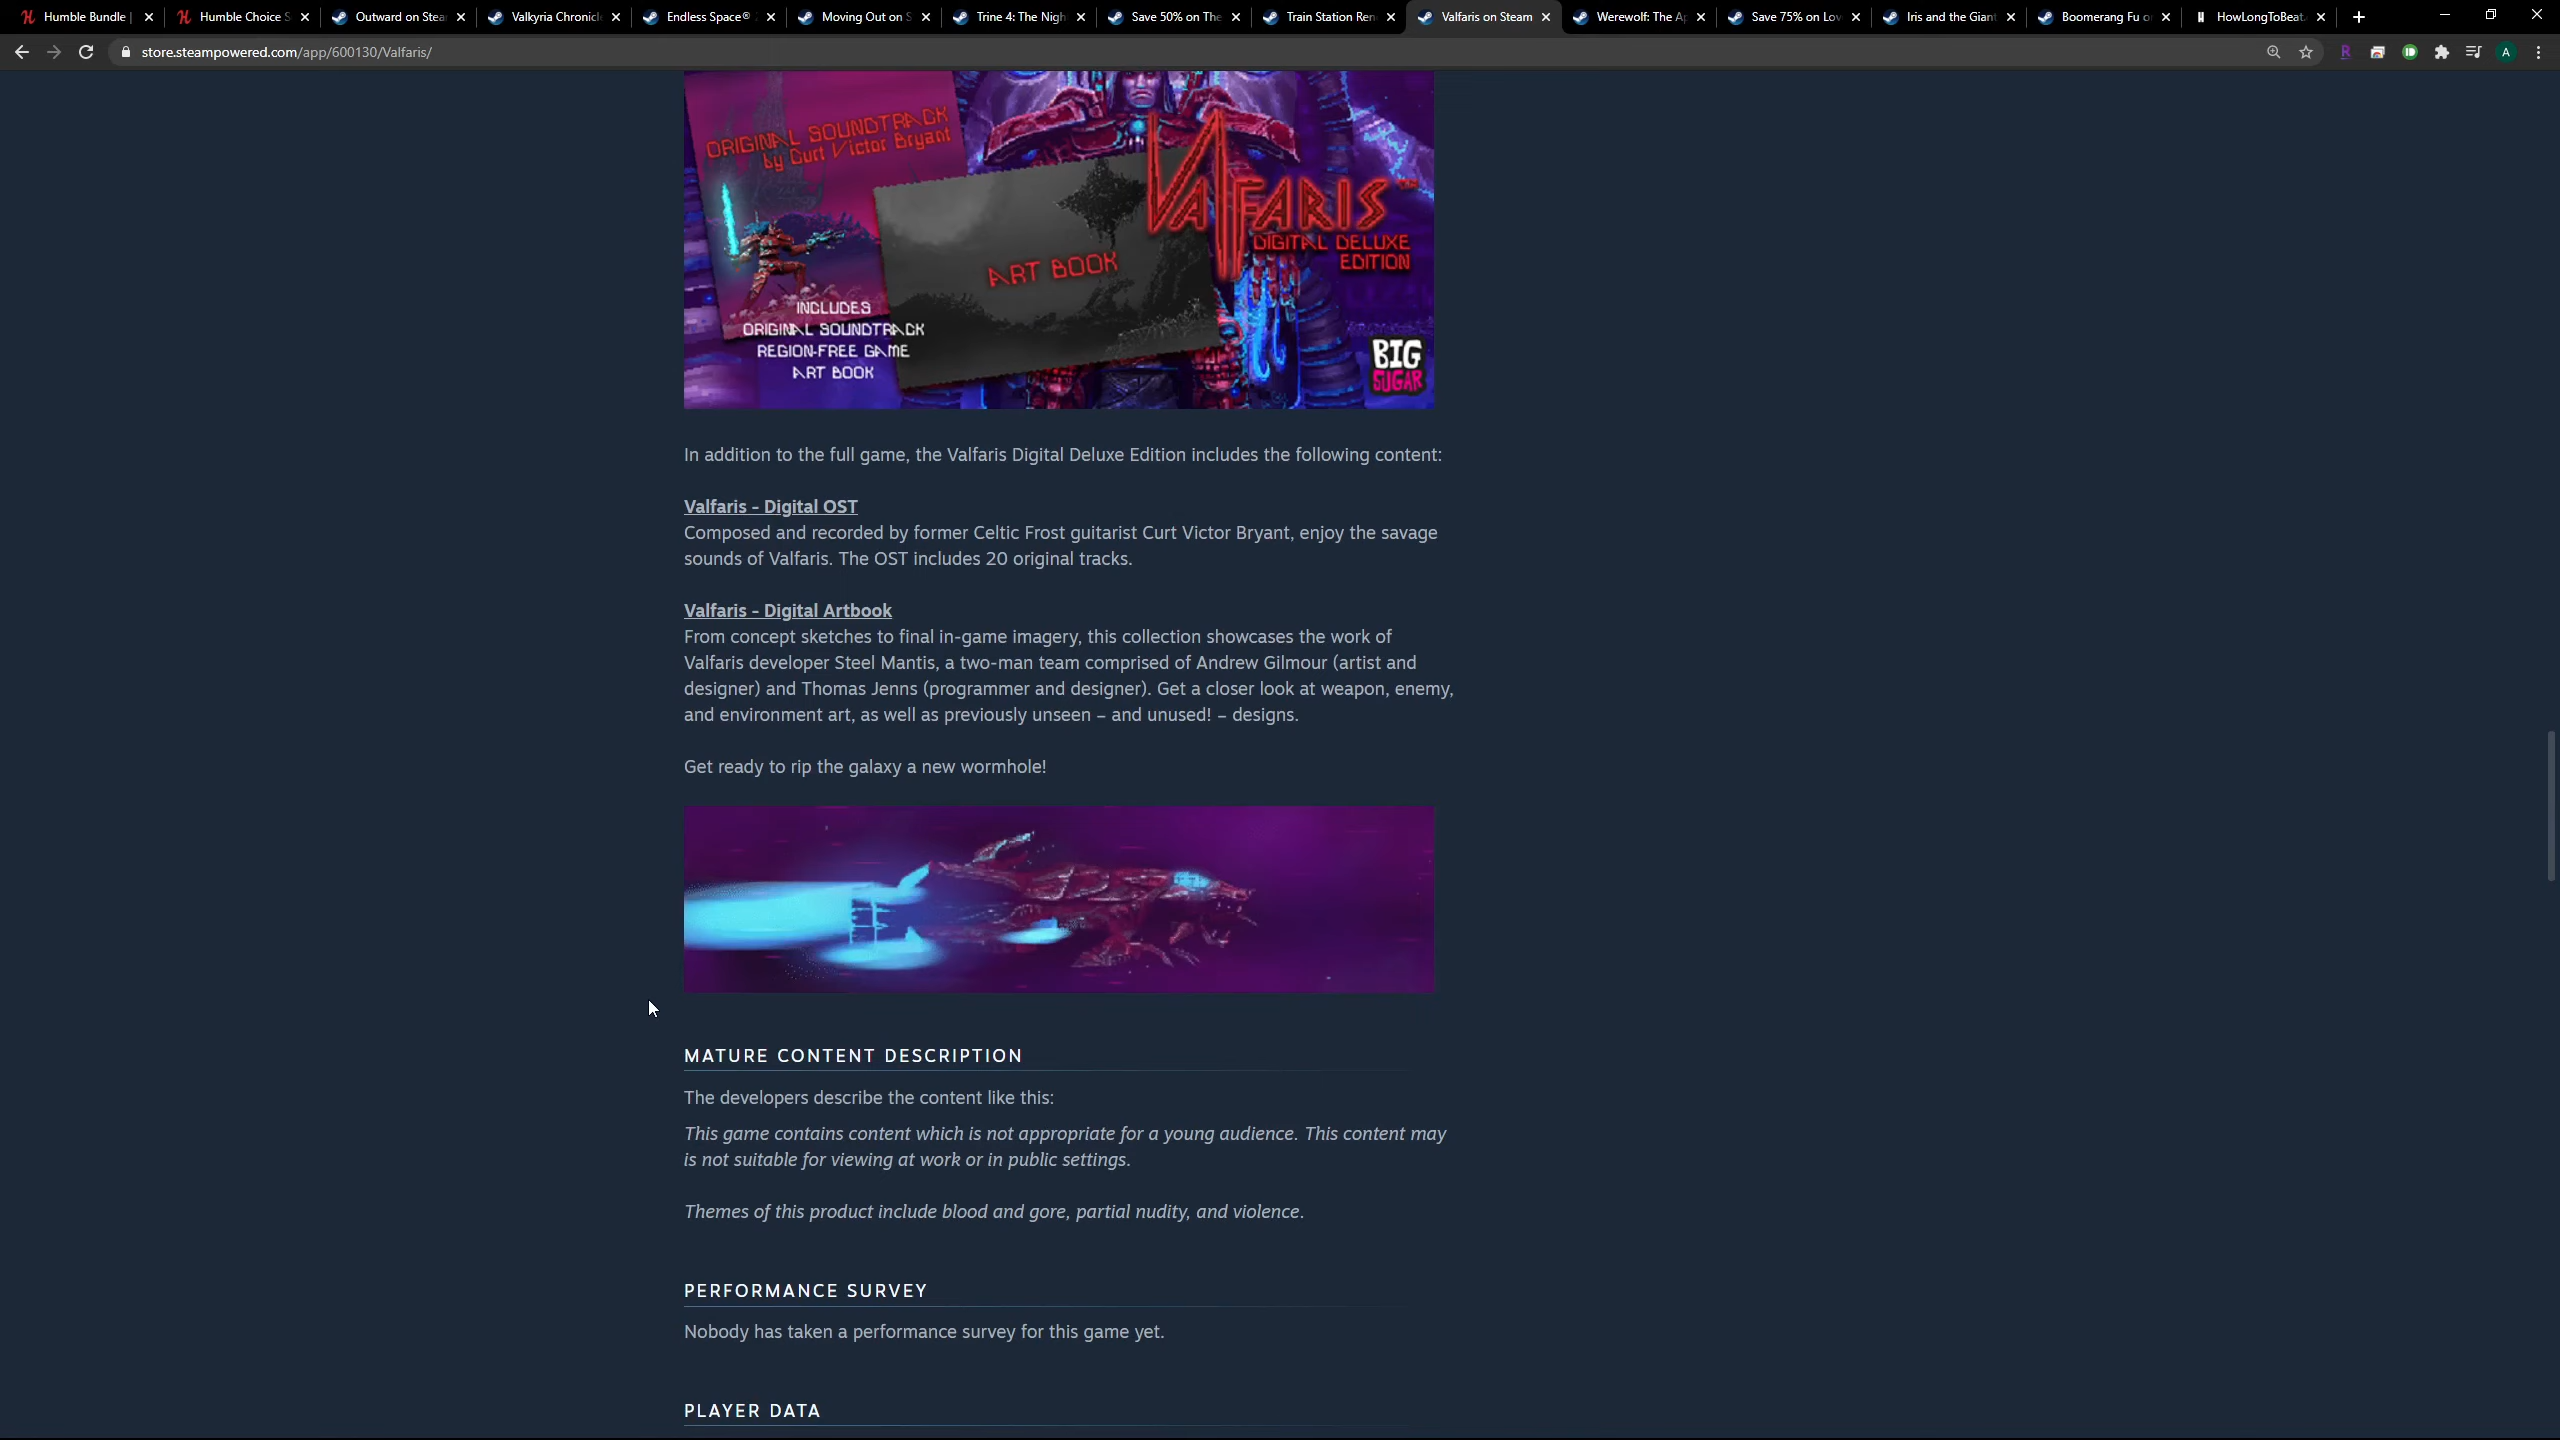 Humble Bundle |
Humble Choice S
Outward on Stea
Valkyria Chronicl
Endless Space®
Moving Out on S
Trine 4: The Nigh
Save 50% on The
Train Station Ren
Valfaris on Steam
Werewolf: The Ap
Save 75% on Lov
Iris and the Giant
Boomerang Fu o
HowLongToBeat.
store.steampowered.com/app/600130/Valfaris/
A
ORIGINAL SOUNDTRACK
by Curt Victor Bryant
VALFARIS™
DIGITAL DELUXE
EDITION
ART BOOK
INCLUDES
ORIGINAL SOUNDTRACK
REGION-FREE GAME
ART BOOK
BIG
SUGAR
In addition to the full game, the Valfaris Digital Deluxe Edition includes the following content:
Valfaris - Digital OST
Composed and recorded by former Celtic Frost guitarist Curt Victor Bryant, enjoy the savage
sounds of Valfaris. The OST includes 20 original tracks.
Valfaris - Digital Artbook
From concept sketches to final in-game imagery, this collection showcases the work of
Valfaris developer Steel Mantis, a two-man team comprised of Andrew Gilmour (artist and
designer) and Thomas Jenns (programmer and designer). Get a closer look at weapon, enemy,
and environment art, as well as previously unseen – and unused! – designs.
Get ready to rip the galaxy a new wormhole!
MATURE CONTENT DESCRIPTION
The developers describe the content like this:
This game contains content which is not appropriate for a young audience. This content may
is not suitable for viewing at work or in public settings.
Themes of this product include blood and gore, partial nudity, and violence.
PERFORMANCE SURVEY
Nobody has taken a performance survey for this game yet.
PLAYER DATA